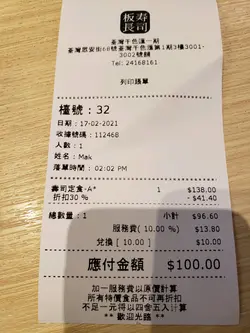 板寿
長司
荃灣千色匯一期
荃灣眾安街68號荃灣千色匯第1期3樓3001-
3002號舖
Tel: 24168161
列印賬單
檯號：32
日期：17-02-2021
收據號碼：112468
人數：1
姓名：Mak
落單時間： 02:02 PM
壽司定食-A* 1 $138.00
折扣30 % - $41.40
總數量：1 小計 $96.60
服務費( 10.00 %) $13.80
兌換 [ 10.00 ] $10.00
應付金額 $100.00
加一服務費以原價計算
所有特價食品不可再折扣
不足一元得以四舍五入計算
** 歡迎光臨 **